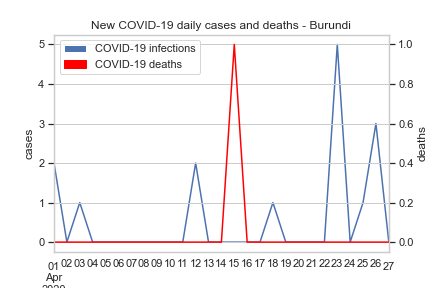 New COVID-19 daily cases and deaths - Burundi
COVID-19 infections
COVID-19 deaths
cases
5
4
3
2
1
0
deaths
1.0
0.8
0.6
0.4
0.2
0.0
01 02 03 04 05 06 07 08 09 10 11 12 13 14 15 16 17 18 19 20 21 22 23 24 25 26 27
Apr